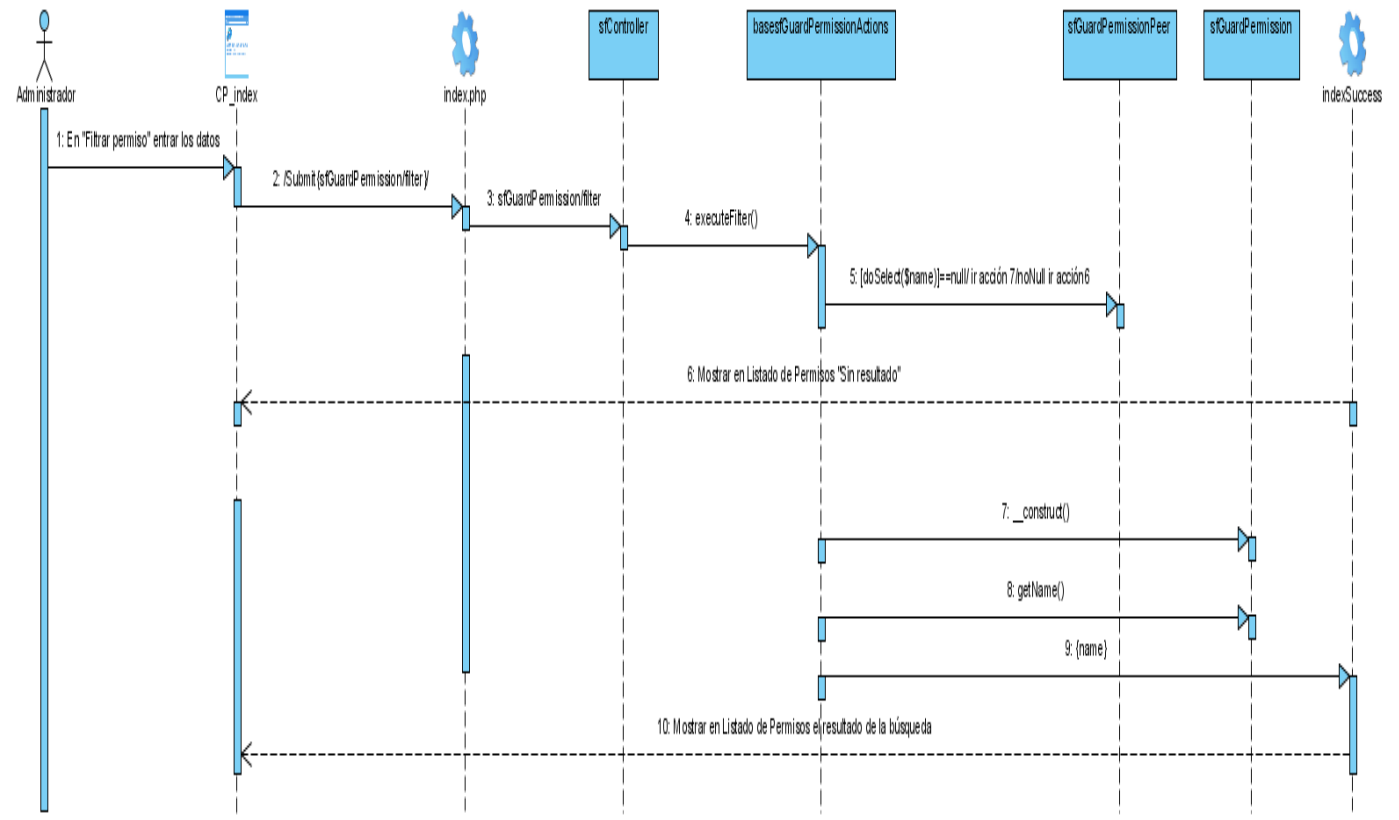 sfController
basesfGuardPermissionActions
sfGuardPermissionPeer
sfGuardPermission
Administrador
CP_index
index.php
indexSuccess
1: En "Filtrar permiso" entrar los datos
2: /Submit{sfGuardPermission/filter}/
3: sfGuardPermission/filter
4: executeFilter()
5: [doSelect($name)]==null/ ir acción 7/noNull ir acción6
6: Mostrar en Listado de Permisos "Sin resultado"
7: __construct()
8: getName()
9: {name}
10: Mostrar en Listado de Permisos el resultado de la búsqueda